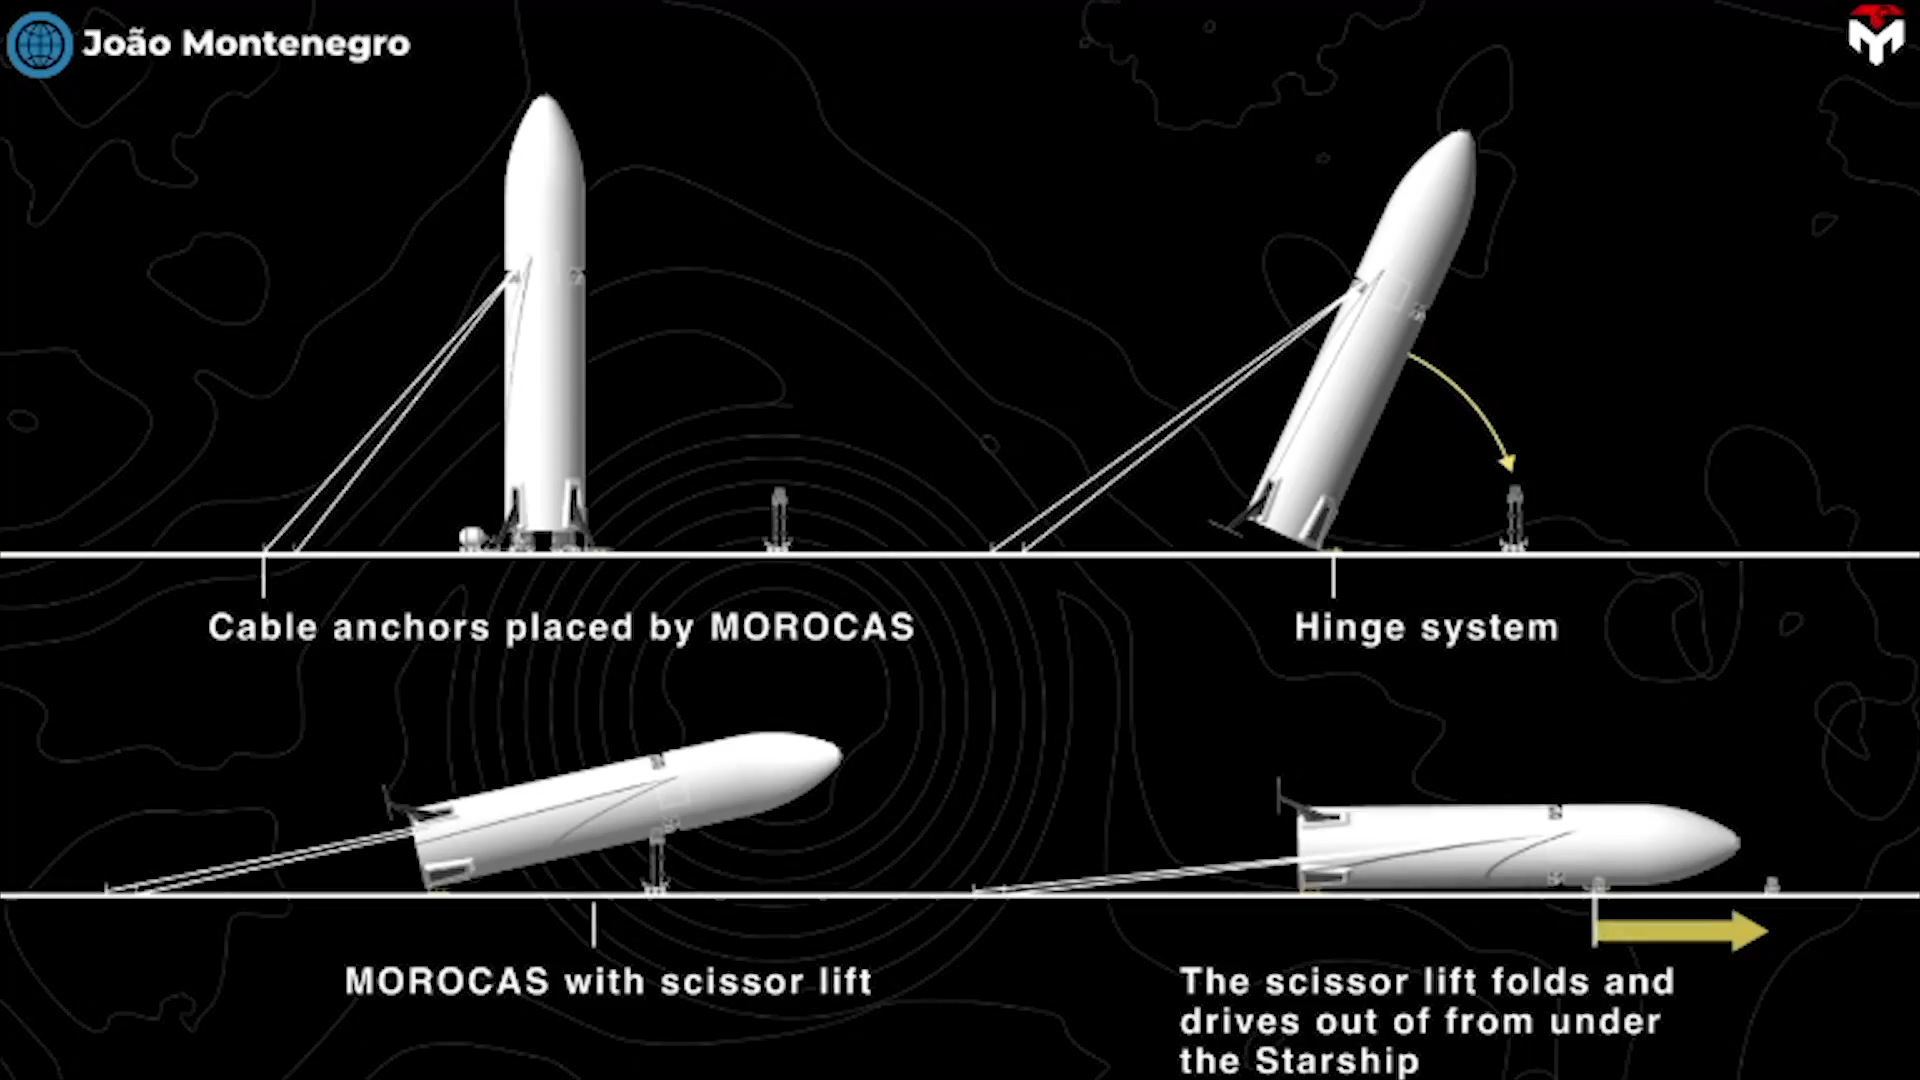 João Montenegro
Cable anchors placed by MOROCAS
Hinge system
MOROCAS with scissor lift
The scissor lift folds and
drives out of from under
the Starship